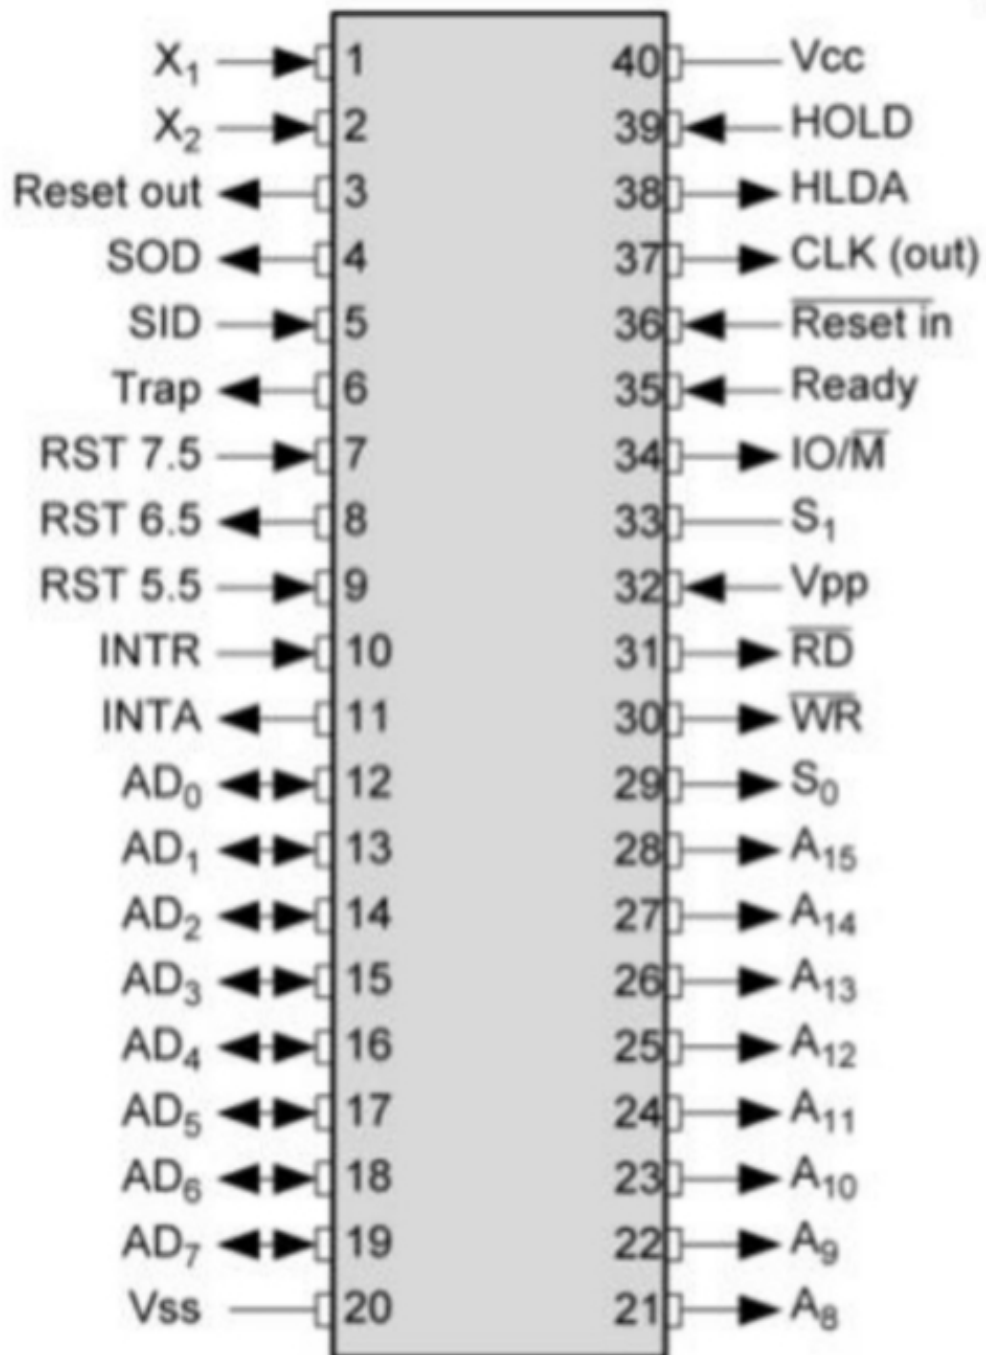 X₁ 1 40 Vcc
X₂ 2 39 HOLD
Reset out 3 38 HLDA
SOD 4 37 CLK (out)
SID 5 36 R̅e̅s̅e̅t̅ i̅n
Trap 6 35 Ready
RST 7.5 7 34 IO/M̅
RST 6.5 8 33 S₁
RST 5.5 9 32 Vpp
INTR 10 31 R̅D̅
INTA 11 30 W̅R̅
AD₀ 12 29 S₀
AD₁ 13 28 A₁₅
AD₂ 14 27 A₁₄
AD₃ 15 26 A₁₃
AD₄ 16 25 A₁₂
AD₅ 17 24 A₁₁
AD₆ 18 23 A₁₀
AD₇ 19 22 A₉
Vss 20 21 A₈